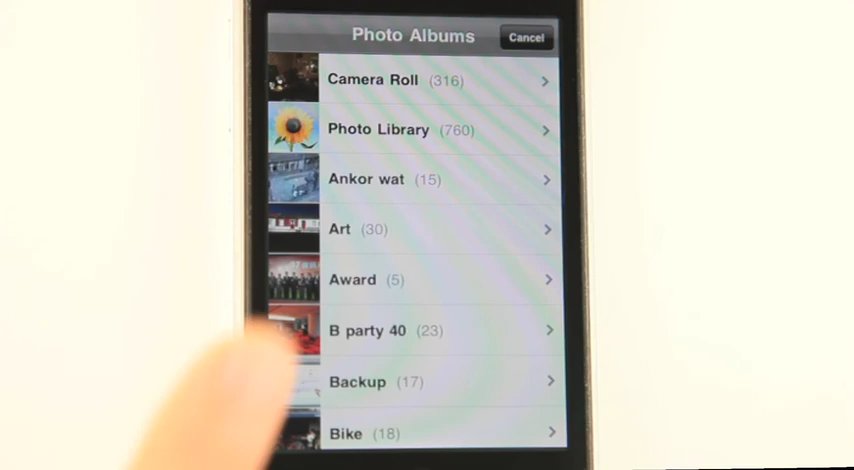 Photo Albums Cancel
Camera Roll (316)
Photo Library (760)
Ankor wat (15)
Art (30)
Award (5)
B party 40 (23)
Backup (17)
Bike (18)